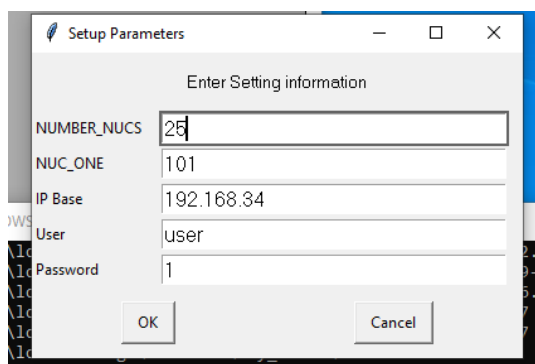 Setup Parameters
Enter Setting information
NUMBER_NUCS 25
NUC_ONE 101
IP Base 192.168.34
User user
Password 1
OK Cancel